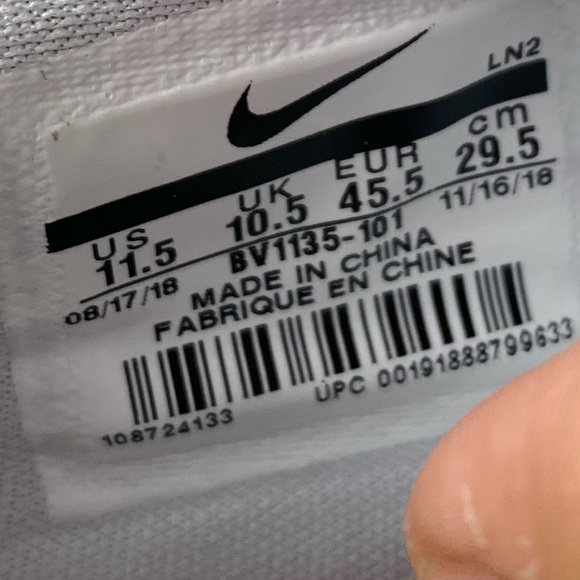 LN2
US UK EUR cm
11.5 10.5 45.5 29.5
08/17/18 BV1135-101 11/16/18
MADE IN CHINA
FABRIQUE EN CHINE
108724133 UPC 00191888799633